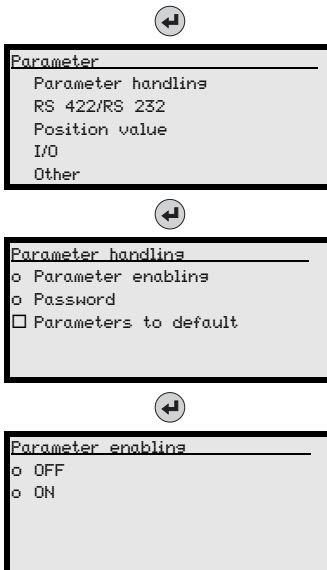 Parameter
Parameter handling
RS 422/RS 232
Position value
I/O
Other
Parameter handling
o Parameter enabling
o Password
☐ Parameters to default
Parameter enabling
o OFF
o ON